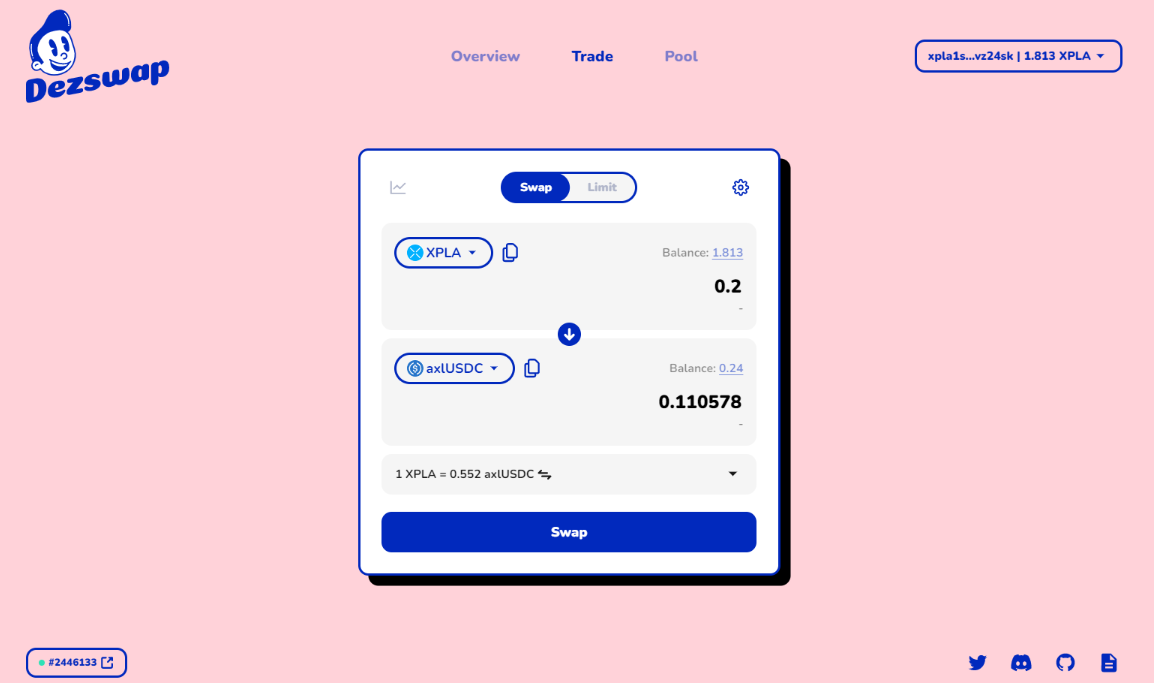 Dezswap
Overview Trade Pool
xpla1s...vz24sk | 1.813 XPLA
Swap Limit
XPLA
Balance: 1.813
0.2
-
axlUSDC
Balance: 0.24
0.110578
-
1 XPLA = 0.552 axlUSDC
Swap
#2446133